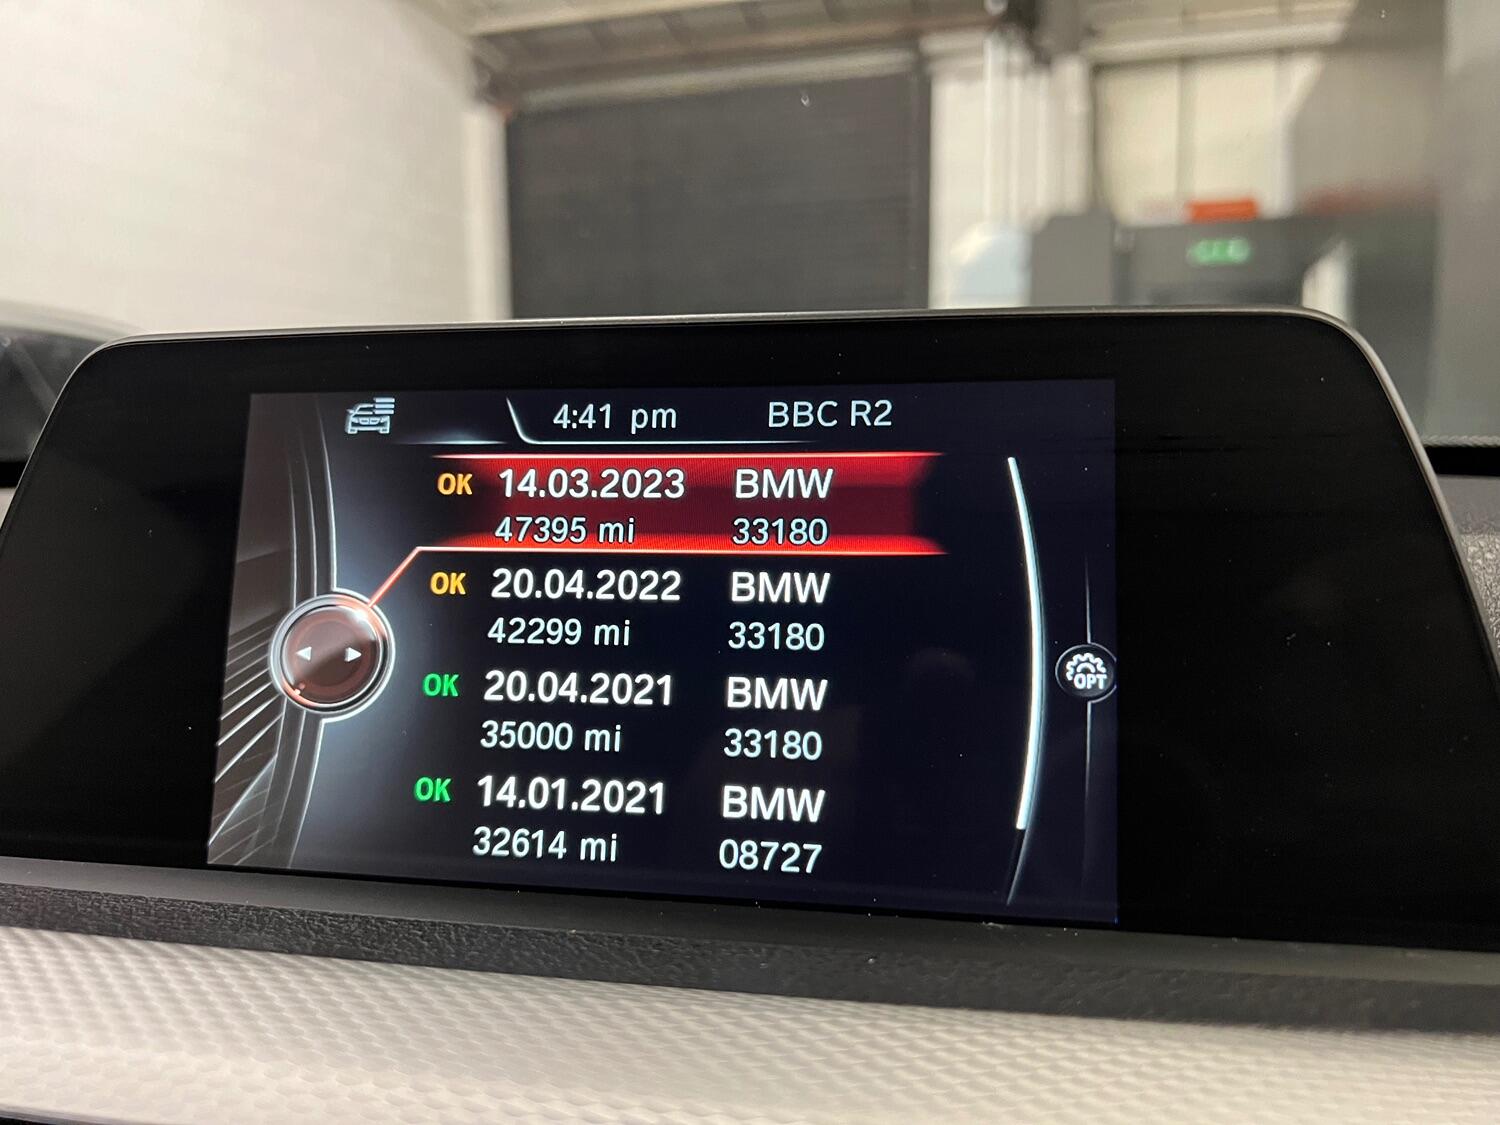 4:41 pm BBC R2
OK 14.03.2023 BMW
47395 mi 33180
OK 20.04.2022 BMW
42299 mi 33180
OK 20.04.2021 BMW
35000 mi 33180
OPT
OK 14.01.2021 BMW
32614 mi 08727